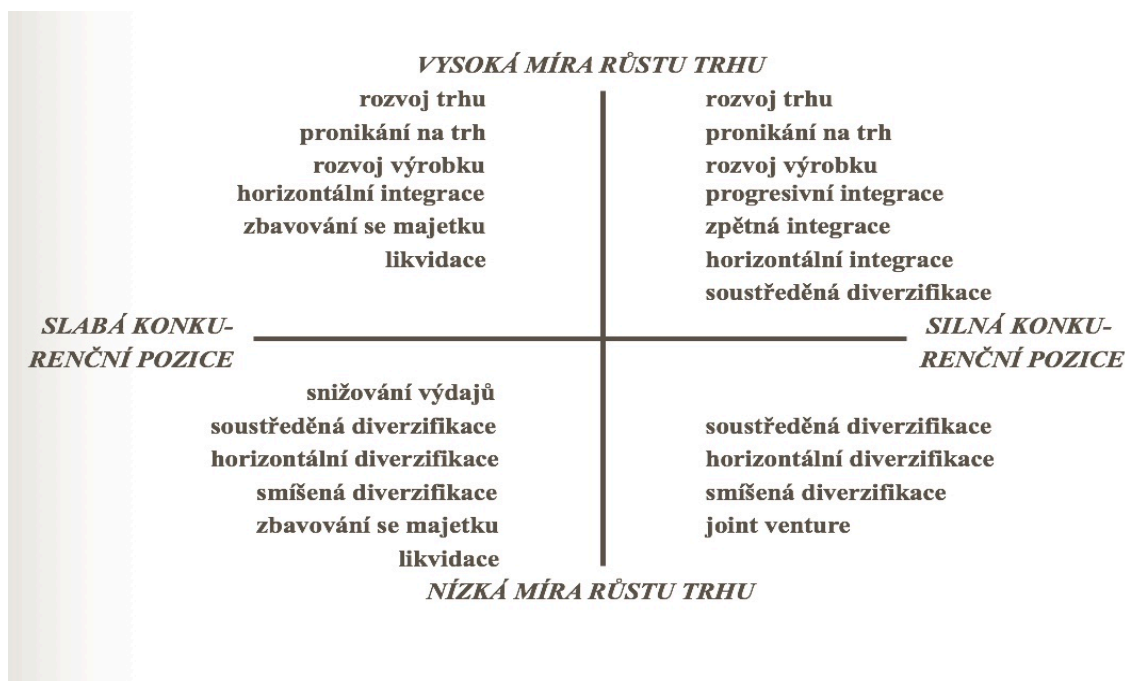 VYSOKÁ MÍRA RŮSTU TRHU
rozvoj trhu
pronikání na trh
rozvoj výrobku
horizontální integrace
zbavování se majetku
likvidace
rozvoj trhu
pronikání na trh
rozvoj výrobku
progresivní integrace
zpětná integrace
horizontální integrace
soustředěná diverzifikace
SLABÁ KONKU-
RENČNÍ POZICE
SILNÁ KONKU-
RENČNÍ POZICE
snižování výdajů
soustředěná diverzifikace
horizontální diverzifikace
smíšená diverzifikace
zbavování se majetku
likvidace
soustředěná diverzifikace
horizontální diverzifikace
smíšená diverzifikace
joint venture
NÍZKÁ MÍRA RŮSTU TRHU